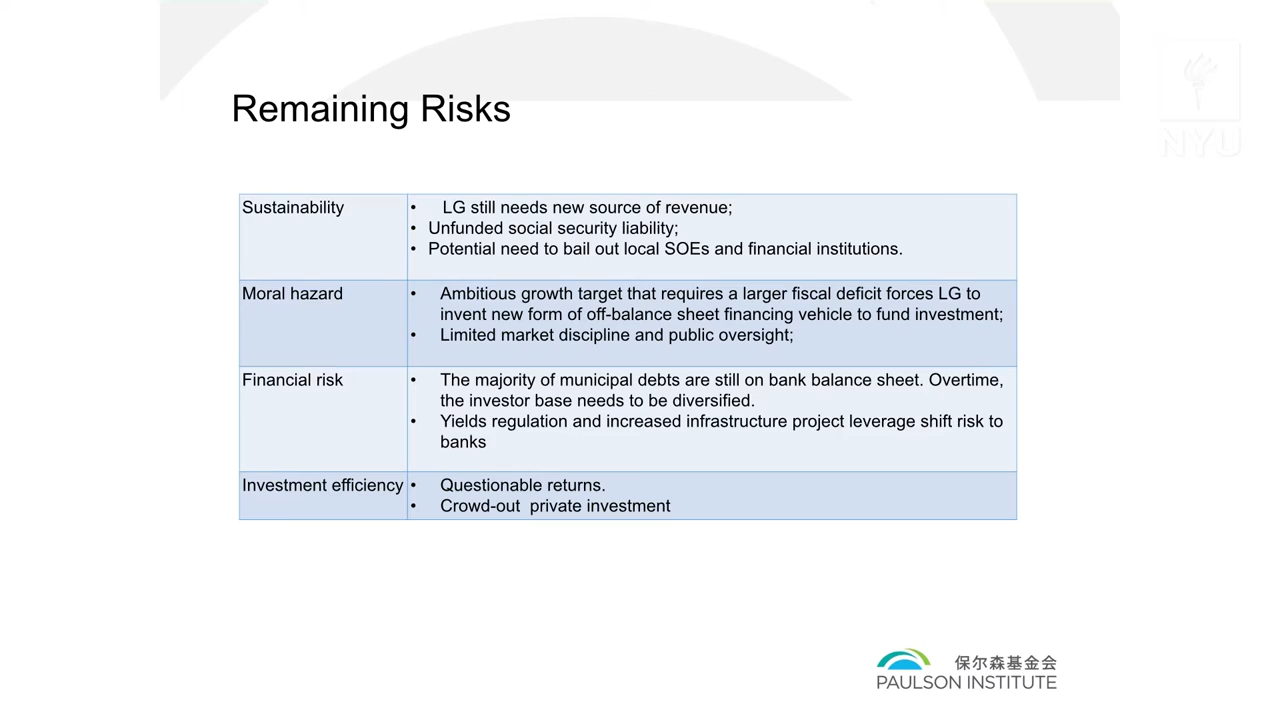 Remaining Risks
NYU
Sustainability
• LG still needs new source of revenue;
• Unfunded social security liability;
• Potential need to bail out local SOEs and financial institutions.
Moral hazard
• Ambitious growth target that requires a larger fiscal deficit forces LG to
invent new form of off-balance sheet financing vehicle to fund investment;
• Limited market discipline and public oversight;
Financial risk
• The majority of municipal debts are still on bank balance sheet. Overtime,
the investor base needs to be diversified.
• Yields regulation and increased infrastructure project leverage shift risk to
banks
Investment efficiency
• Questionable returns.
• Crowd-out private investment
保尔森基金会
PAULSON INSTITUTE